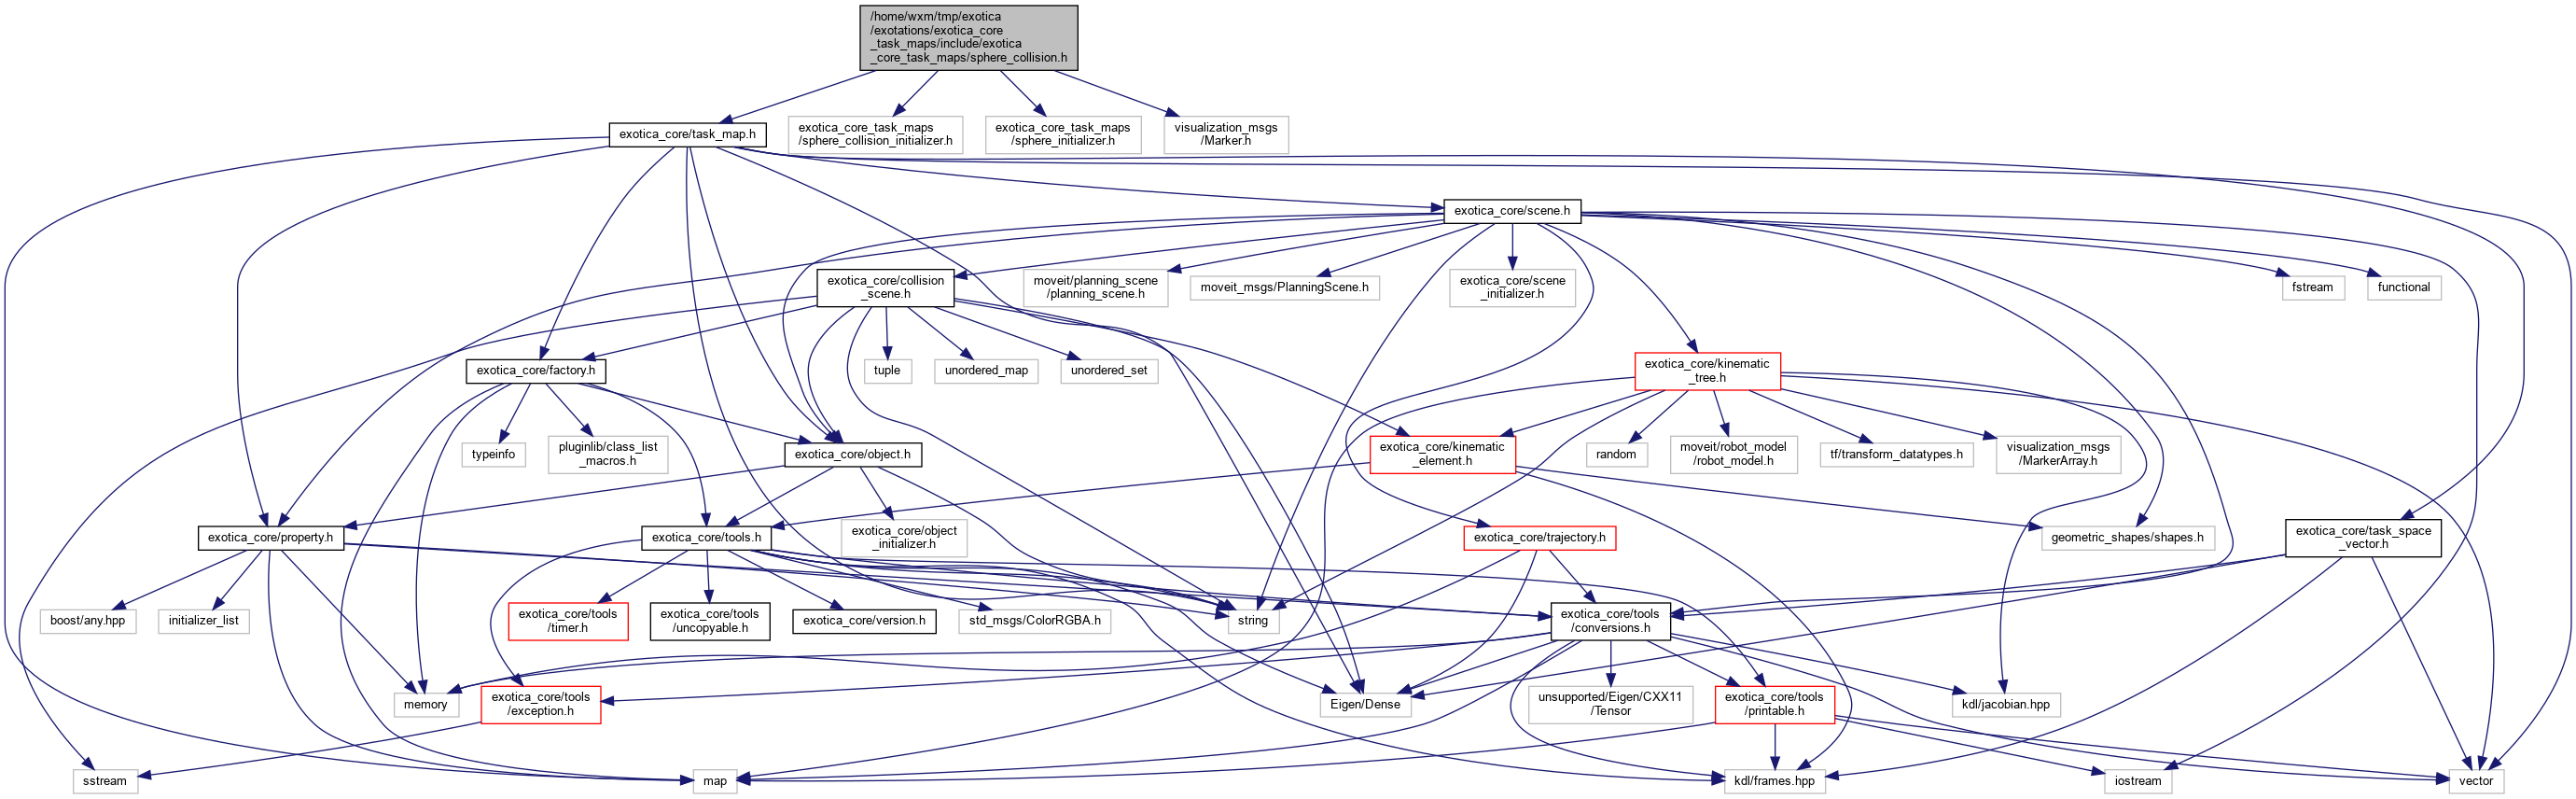 /home/wxm/tmp/exotica
/exotations/exotica_core
_task_maps/include/exotica
_core_task_maps/sphere_collision.h
exotica_core/task_map.h
exotica_core_task_maps
/sphere_collision_initializer.h
exotica_core_task_maps
/sphere_initializer.h
visualization_msgs
/Marker.h
exotica_core/scene.h
exotica_core/collision
_scene.h
moveit/planning_scene
/planning_scene.h
moveit_msgs/PlanningScene.h
exotica_core/scene
_initializer.h
fstream
functional
exotica_core/factory.h
tuple
unordered_map
unordered_set
exotica_core/kinematic
_tree.h
typeinfo
pluginlib/class_list
_macros.h
exotica_core/object.h
exotica_core/kinematic
_element.h
random
moveit/robot_model
/robot_model.h
tf/transform_datatypes.h
visualization_msgs
/MarkerArray.h
exotica_core/property.h
exotica_core/tools.h
exotica_core/object
_initializer.h
exotica_core/trajectory.h
geometric_shapes/shapes.h
exotica_core/task_space
_vector.h
boost/any.hpp
initializer_list
exotica_core/tools
/timer.h
exotica_core/tools
/uncopyable.h
exotica_core/version.h
std_msgs/ColorRGBA.h
string
exotica_core/tools
/conversions.h
memory
exotica_core/tools
/exception.h
Eigen/Dense
unsupported/Eigen/CXX11
/Tensor
exotica_core/tools
/printable.h
kdl/jacobian.hpp
sstream
map
kdl/frames.hpp
iostream
vector